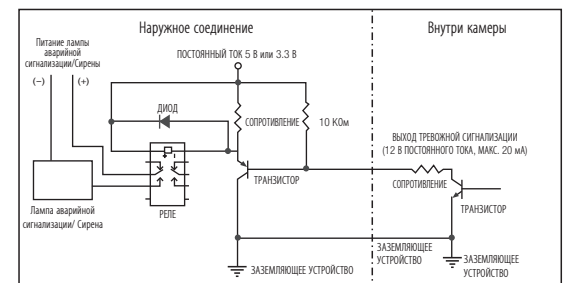 Наружное соединение
Внутри камеры
Питание лампы
аварийной
сигнализации/Сирены
(−)
(+)
ПОСТОЯННЫЙ ТОК 5 В или 3.3 В
ДИОД
СОПРОТИВЛЕНИЕ
10 КОм
ВЫХОД ТРЕВОЖНОЙ СИГНАЛИЗАЦИИ
(12 В ПОСТОЯННОГО ТОКА, МАКС. 20 мА)
ТРАНЗИСТОР
СОПРОТИВЛЕНИЕ
ТРАНЗИСТОР
РЕЛЕ
Лампа аварийной
сигнализации/ Сирена
ЗАЗЕМЛЯЮЩЕЕ
УСТРОЙСТВО
ЗАЗЕМЛЯЮЩЕЕ УСТРОЙСТВО
ЗАЗЕМЛЯЮЩЕЕ
УСТРОЙСТВО